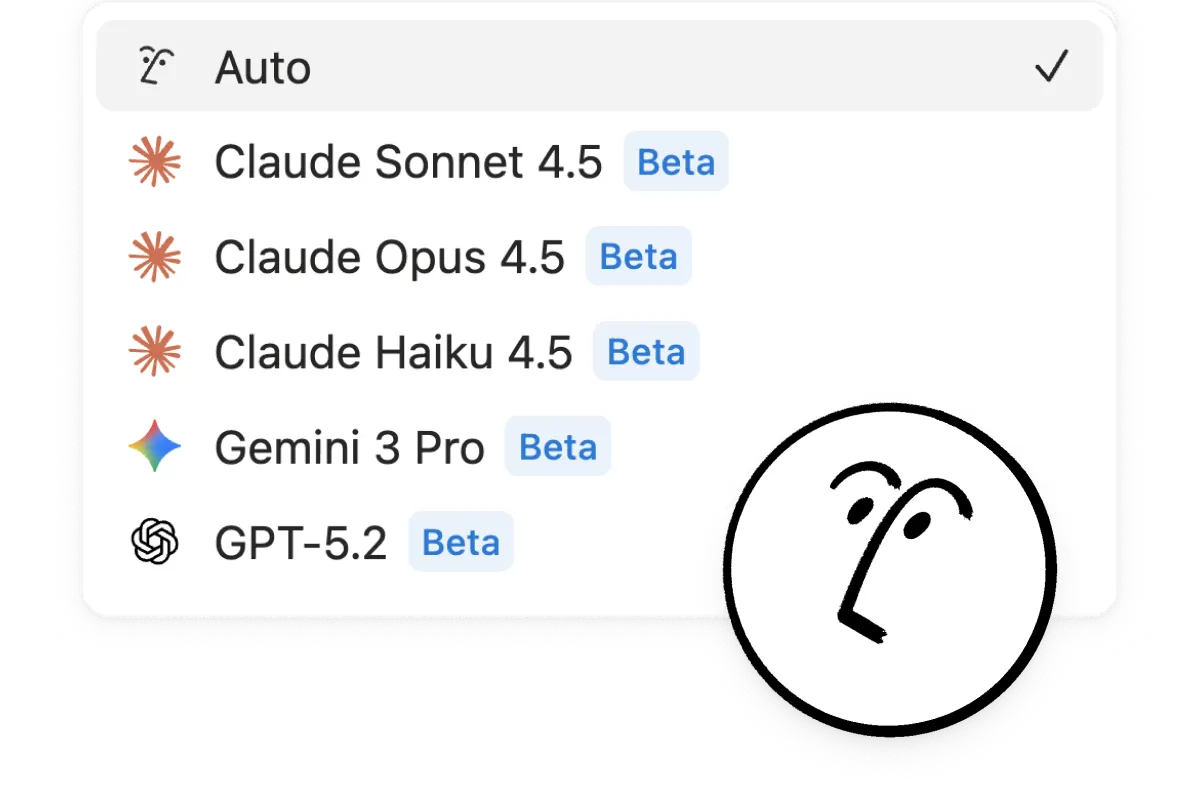 Auto
Claude Sonnet 4.5 Beta
Claude Opus 4.5 Beta
Claude Haiku 4.5 Beta
Gemini 3 Pro Beta
GPT-5.2 Beta